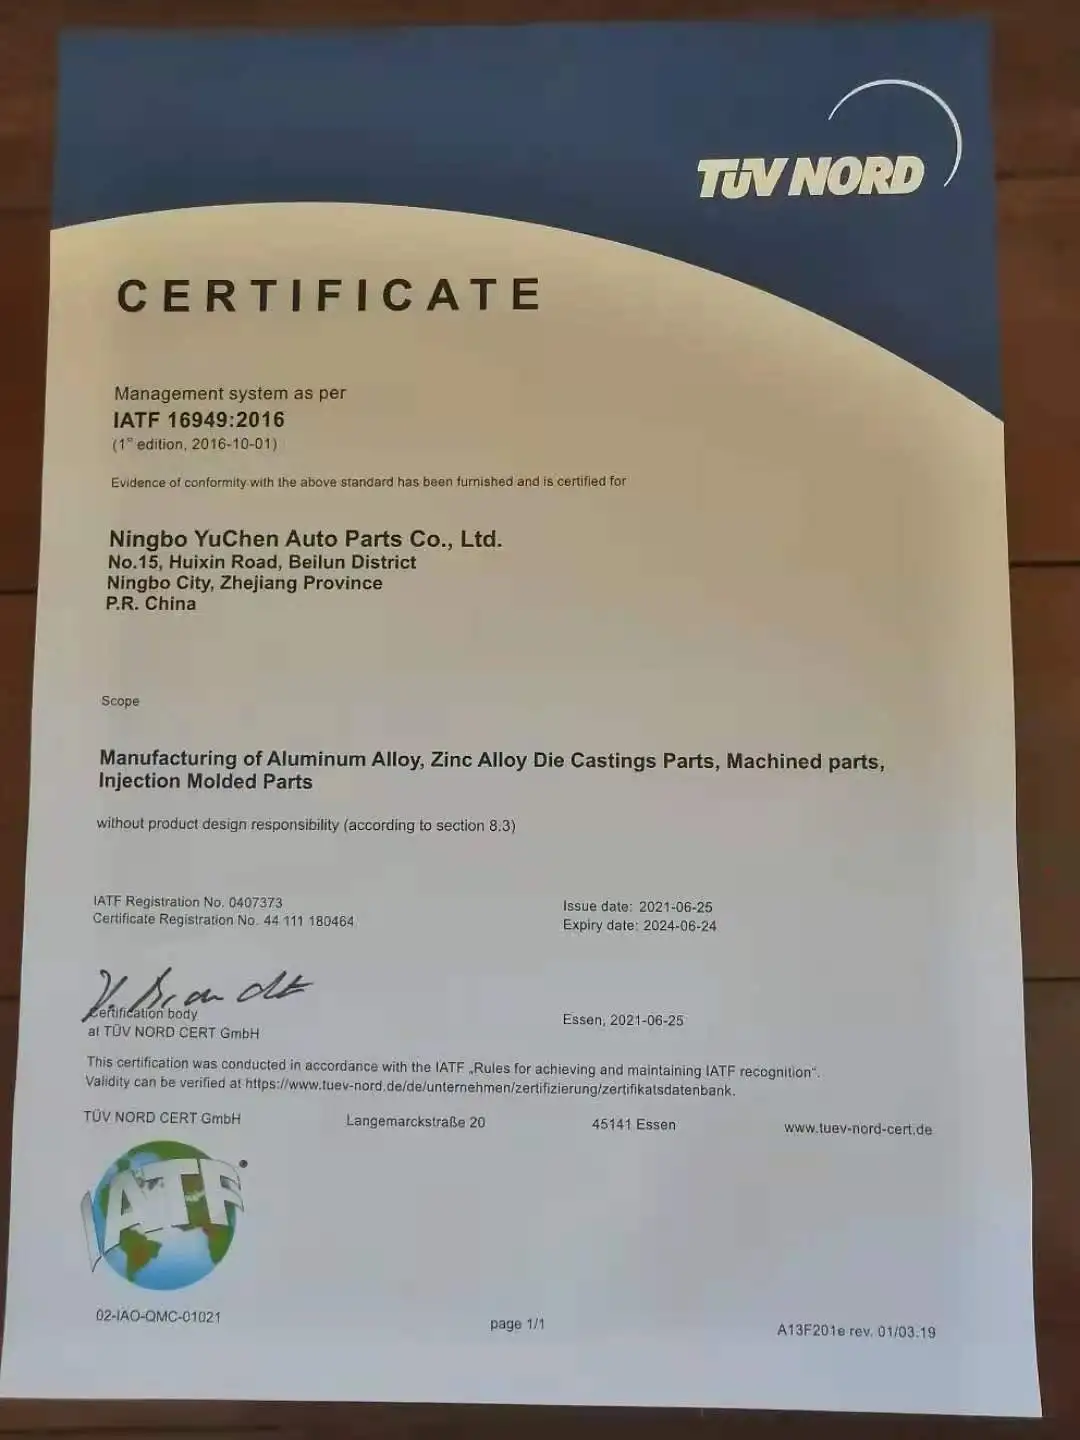 TÜV NORD
CERTIFICATE
Management system as per
IATF 16949:2016
(1st edition, 2016-10-01)
Evidence of conformity with the above standard has been furnished and is certified for
Ningbo YuChen Auto Parts Co., Ltd.
No.15, Huixin Road, Beilun District
Ningbo City, Zhejiang Province
P.R. China
Scope
Manufacturing of Aluminum Alloy, Zinc Alloy Die Castings Parts, Machined parts,
Injection Molded Parts
without product design responsibility (according to section 8.3)
IATF Registration No. 0407373
Certificate Registration No. 44 111 180464
Issue date: 2021-06-25
Expiry date: 2024-06-24
Certification body
at TÜV NORD CERT GmbH
Essen, 2021-06-25
This certification was conducted in accordance with the IATF „Rules for achieving and maintaining IATF recognition“.
Validity can be verified at https://www.tuev-nord.de/de/unternehmen/zertifizierung/zertifikatsdatenbank.
TÜV NORD CERT GmbH Langemarckstraße 20 45141 Essen www.tuev-nord-cert.de
IATF
02-IAO-QMC-01021
page 1/1
A13F201e rev. 01/03.19